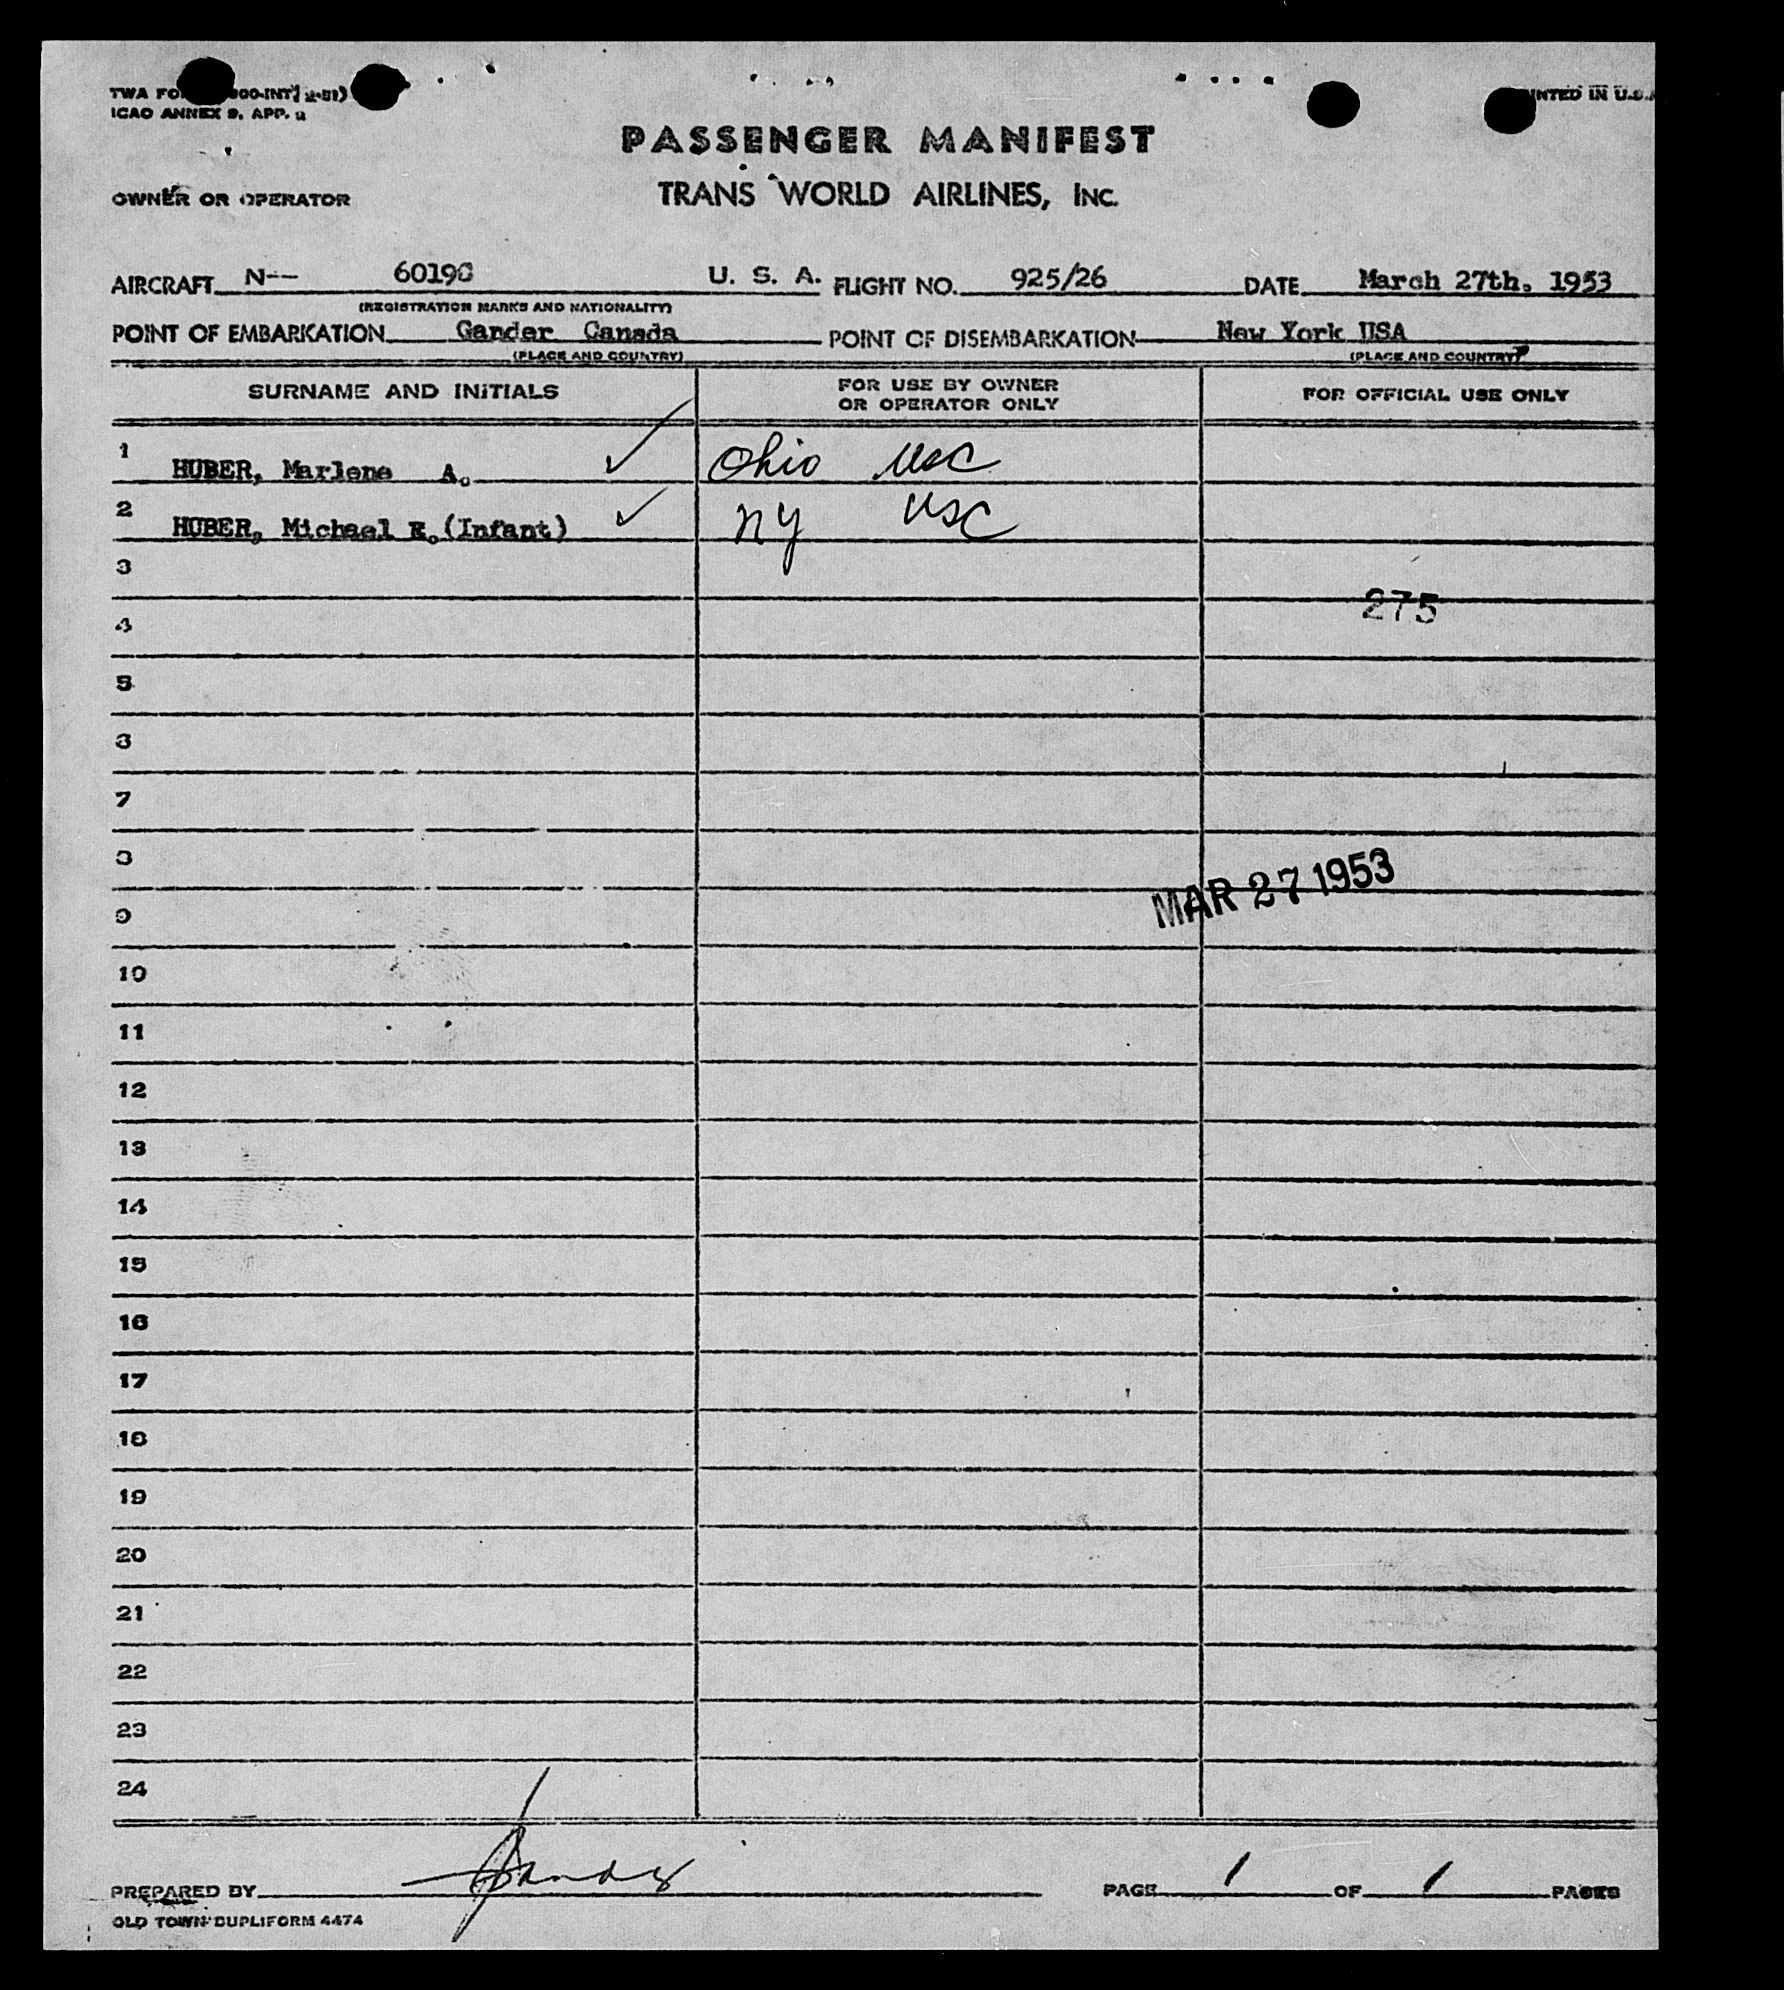 ICAO ANNEX 9, APP.
PASSENGER MANIFEST
OWNER OR OPERATOR TRANS WORLD AIRLINES, INC.
AIRCRAFT N-- U. S. A. FLIGHT NO. 925/26 DATE March 27th. 1953
(REGISTRATION MARKS AND NATIONALITY)
POINT OF EMBARKATION Gander Canada POINT OF DISEMBARKATION New York USA
(PLACE AND COUNTRY) (PLACE AND COUNTRY)
SURNAME AND INITIALS FOR USE BY OWNER OR OPERATOR ONLY FOR OFFICIAL USE ONLY
1 HUBER, Marlene A. ✓ Ohio USC
2 HUBER, Michael E. (Infant) ✓ NY USC
3
275
4
5
6
7
8
MAR 27 1953
9
10
11
12
13
14
15
16
17
18
19
20
21
22
23
24
PREPARED BY PAGE 1 OF 1 PAGES
OLD TOWN DUPLIFORM 4474